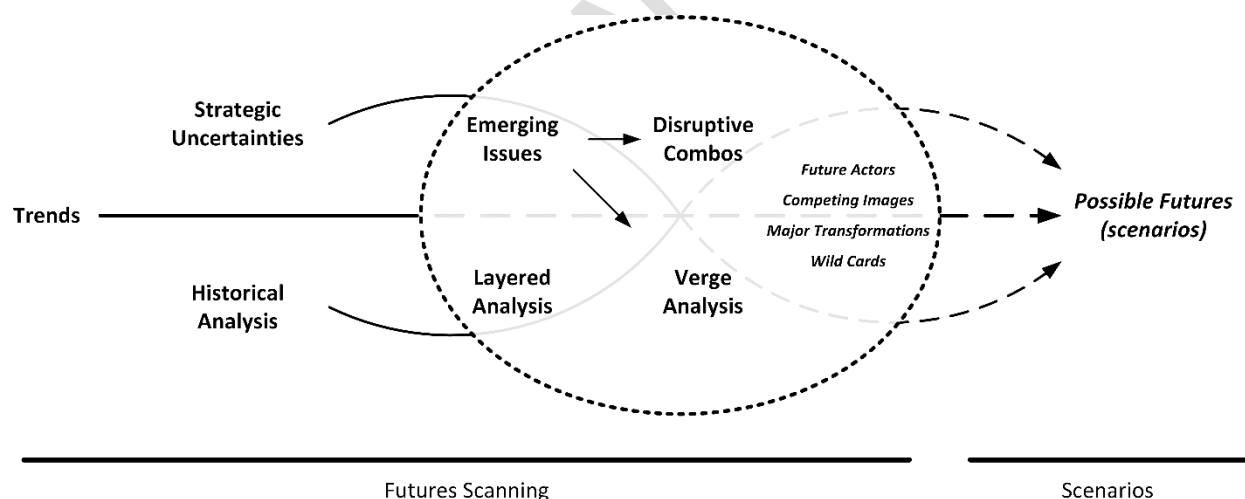 Strategic
Uncertainties
Trends
Historical
Analysis
Emerging
Issues
Disruptive
Combos
Layered
Analysis
Verge
Analysis
Future Actors
Competing Images
Major Transformations
Wild Cards
Possible Futures
(scenarios)
Futures Scanning
Scenarios